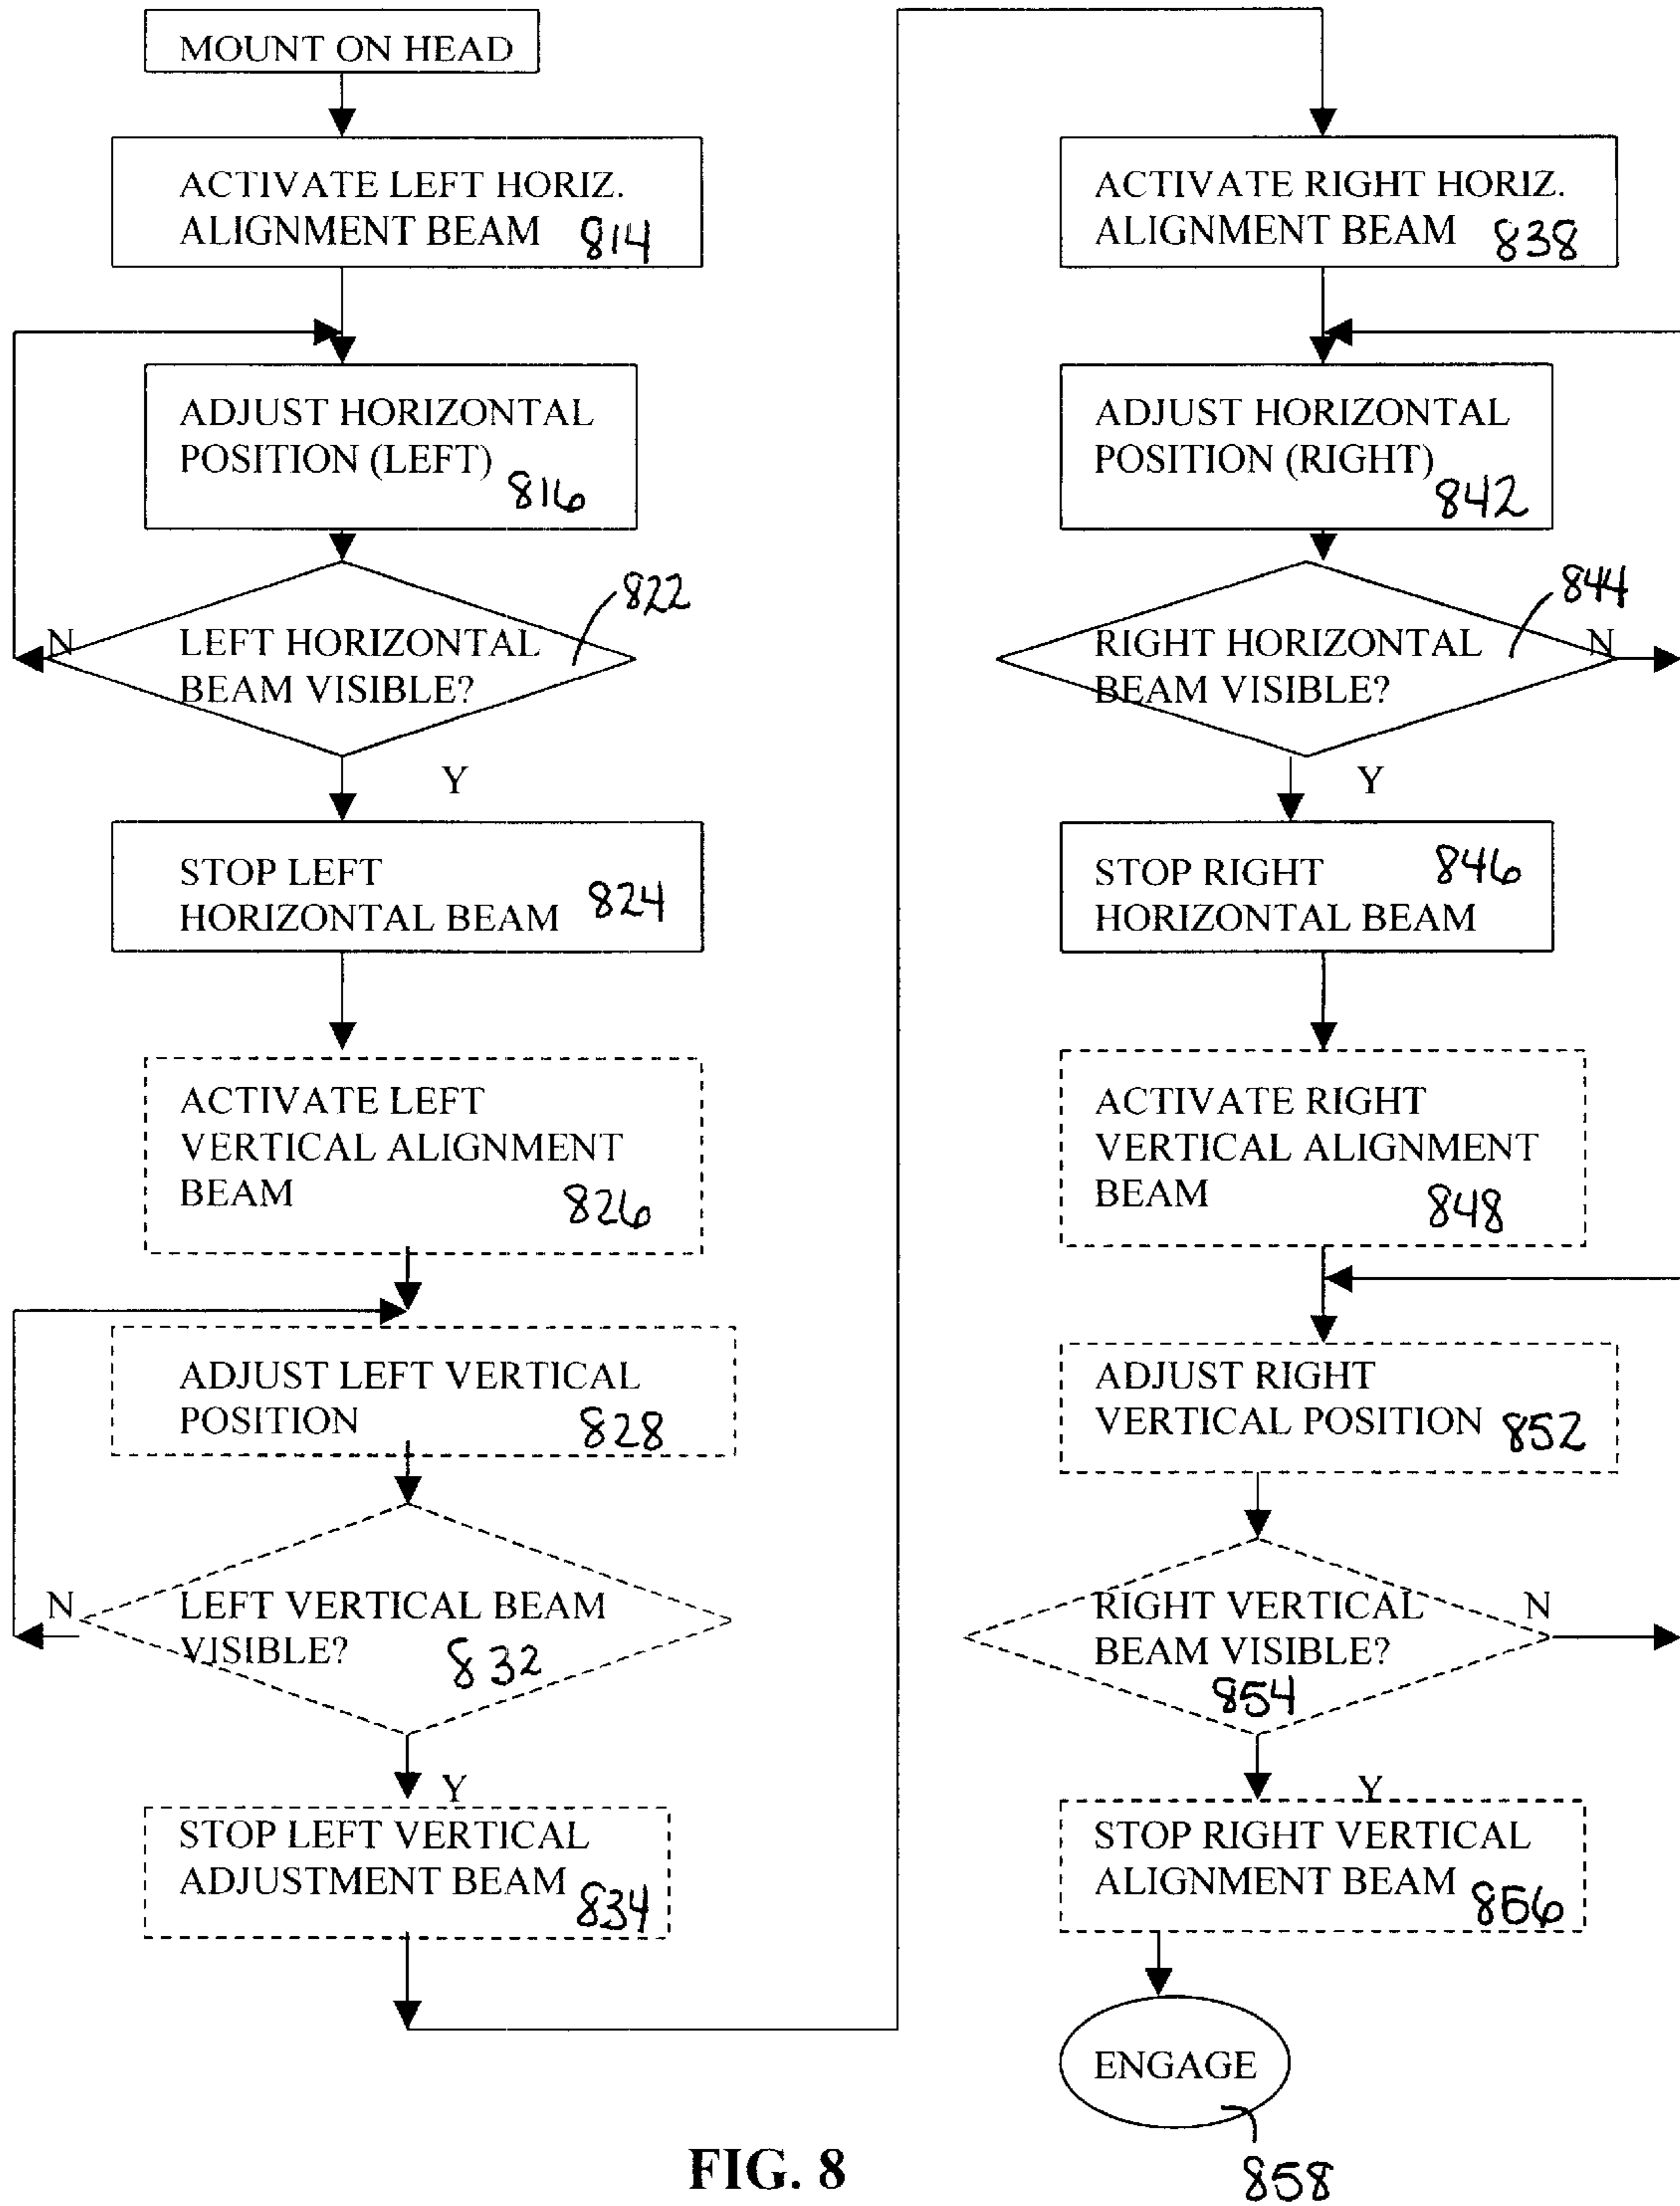 MOUNT ON HEAD
ACTIVATE LEFT HORIZ.
ALIGNMENT BEAM 814
ADJUST HORIZONTAL
POSITION (LEFT)
816
822
N
LEFT HORIZONTAL
BEAM VISIBLE?
Y
STOP LEFT
HORIZONTAL BEAM 824
ACTIVATE LEFT
VERTICAL ALIGNMENT
BEAM 826
ADJUST LEFT VERTICAL
POSITION 828
N
LEFT VERTICAL BEAM
VISIBLE? 832
Y
STOP LEFT VERTICAL
ADJUSTMENT BEAM 834
ACTIVATE RIGHT HORIZ.
ALIGNMENT BEAM 838
ADJUST HORIZONTAL
POSITION (RIGHT)
842
844
RIGHT HORIZONTAL N
BEAM VISIBLE?
Y
STOP RIGHT 846
HORIZONTAL BEAM
ACTIVATE RIGHT
VERTICAL ALIGNMENT
BEAM 848
ADJUST RIGHT
VERTICAL POSITION 852
RIGHT VERTICAL N
BEAM VISIBLE?
854
Y
STOP RIGHT VERTICAL
ALIGNMENT BEAM 856
ENGAGE
858
FIG. 8